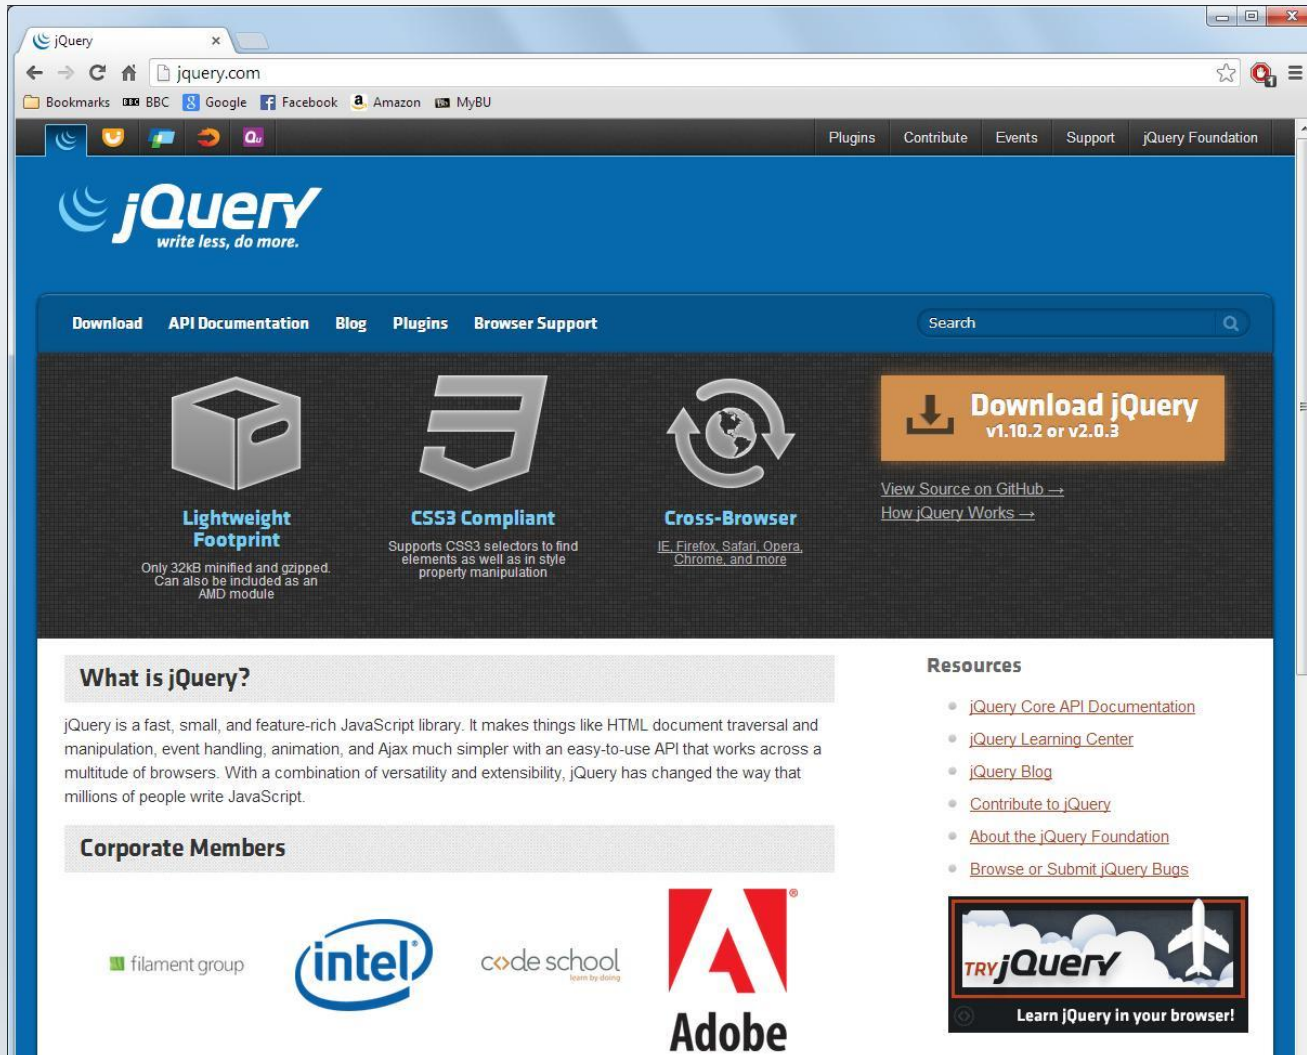 jQuery
jquery.com
1
Bookmarks BBC Google Facebook Amazon MyBU
Plugins Contribute Events Support jQuery Foundation
jQuery
write less, do more.
Download API Documentation Blog Plugins Browser Support Search
Lightweight
Footprint
Only 32kB minified and gzipped.
Can also be included as an
AMD module
CSS3 Compliant
Supports CSS3 selectors to find
elements as well as in style
property manipulation
Cross-Browser
IE, Firefox, Safari, Opera,
Chrome, and more
Download jQuery
v1.10.2 or v2.0.3
View Source on GitHub →
How jQuery Works →
What is jQuery?
jQuery is a fast, small, and feature-rich JavaScript library. It makes things like HTML document traversal and
manipulation, event handling, animation, and Ajax much simpler with an easy-to-use API that works across a
multitude of browsers. With a combination of versatility and extensibility, jQuery has changed the way that
millions of people write JavaScript.
Corporate Members
filament group
intel
code school
learn by doing
Adobe
Resources
jQuery Core API Documentation
jQuery Learning Center
jQuery Blog
Contribute to jQuery
About the jQuery Foundation
Browse or Submit jQuery Bugs
TRY jQuery
Learn jQuery in your browser!